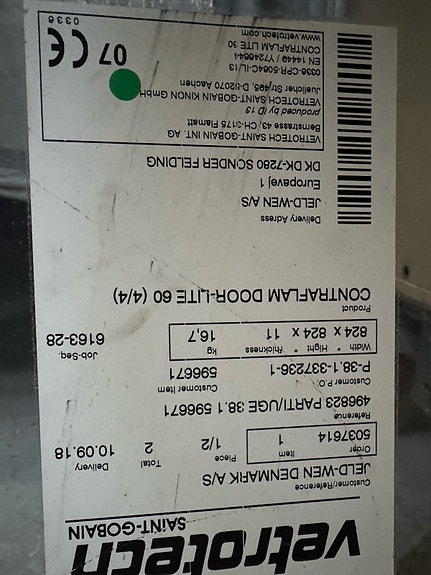 vetrotech
SAINT-GOBAIN
Customer/Reference
JELD-WEN DENMARK A/S
Order Item Piece Total Delivery
5037614 1 1/2 2 10.09.18
Reference
496823 PARTI/UGE 38.1 596671
Customer P.O. Customer Item
P-38.1-337236-1 596671
Width * Hight * Thickness kg Job-Seq.
824 x 824 x 11 16,7 6163-28
Product
CONTRAFLAM DOOR-LITE 60 (4/4)
Delivery Adress
JELD-WEN A/S
Europavej 1
DK DK-7280 SONDER FELDING
VETROTECH SAINT-GOBAIN INT. AG
Bernstrasse 43, CH-3175 Flamatt
produced by ID 13
VETROTECH SAINT-GOBAIN KINON GmbH
Juelicher Str.495, D-52070 Aachen
0336-CPR-5064C-IL/13
EN 14449
CONTRAFLAM LITE 30
www.vetrotech.com
CE 07
0336